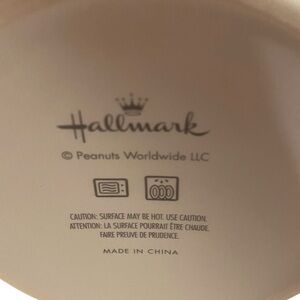 Hallmark
© Peanuts Worldwide LLC
CAUTION: SURFACE MAY BE HOT. USE CAUTION.
ATTENTION: LA SURFACE POURRAIT ÊTRE CHAUDE.
FAIRE PREUVE DE PRUDENCE.
MADE IN CHINA